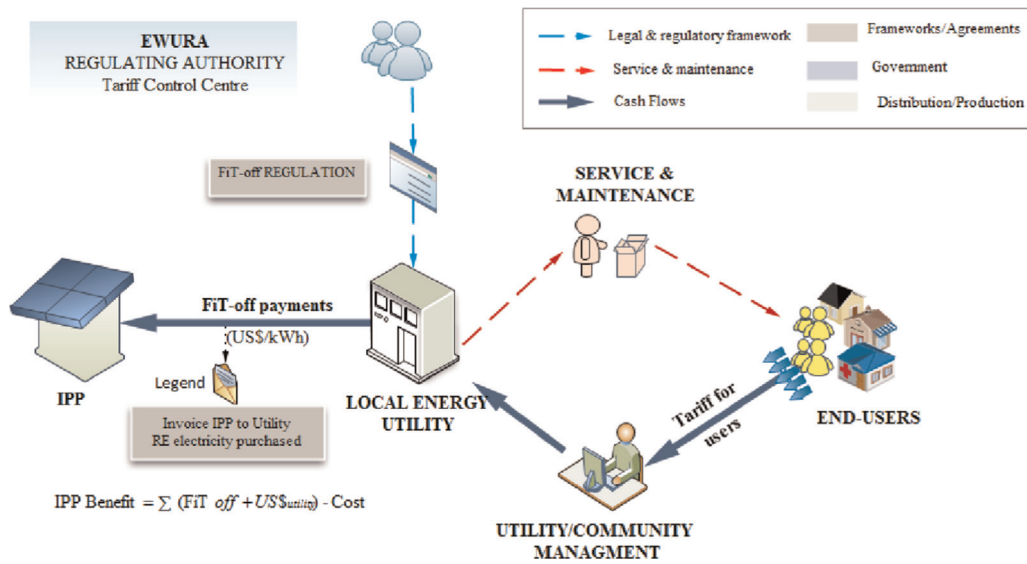 EWURA
REGULATING AUTHORITY
Tariff Control Centre
Legal & regulatory framework
Service & maintenance
Cash Flows
Frameworks/Agreements
Government
Distribution/Production
FiT-off REGULATION
SERVICE &
MAINTENANCE
FiT-off payments
(US$/kWh)
Legend
IPP
Invoice IPP to Utility
RE electricity purchased
LOCAL ENERGY
UTILITY
Tariff for
users
END-USERS
IPP Benefit = ∑ (FiT off + US$utility) - Cost
UTILITY/COMMUNITY
MANAGMENT